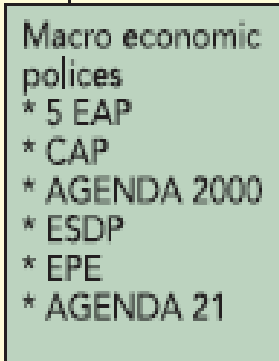 Macro economic
polices
* 5 EAP
* CAP
* AGENDA 2000
* ESDP
* EPE
* AGENDA 21